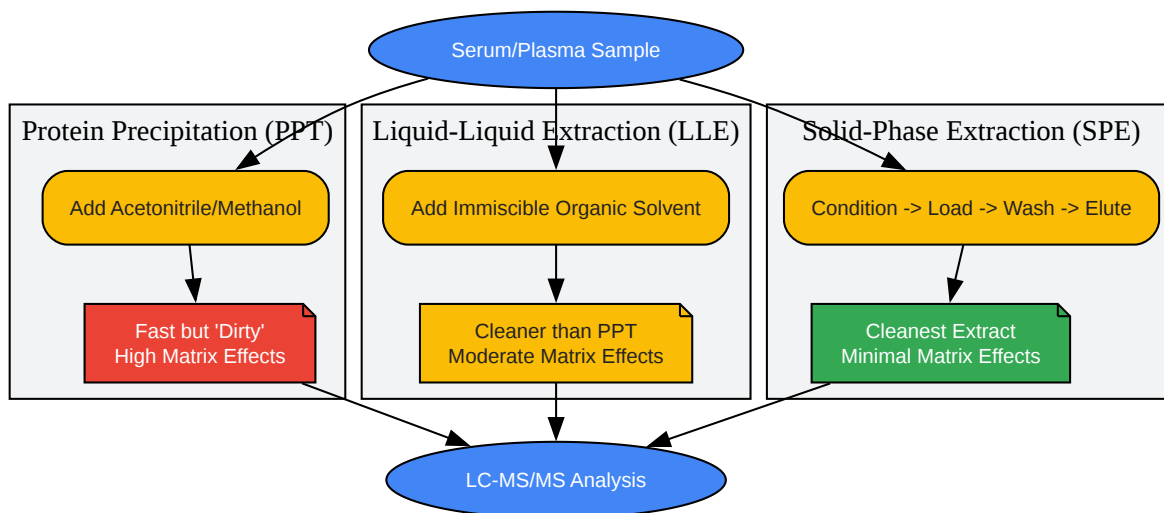 Serum/Plasma Sample
Protein Precipitation (PPT)
Liquid-Liquid Extraction (LLE)
Solid-Phase Extraction (SPE)
Add Acetonitrile/Methanol
Add Immiscible Organic Solvent
Condition -> Load -> Wash -> Elute
Fast but 'Dirty'
High Matrix Effects
Cleaner than PPT
Moderate Matrix Effects
Cleanest Extract
Minimal Matrix Effects
LC-MS/MS Analysis